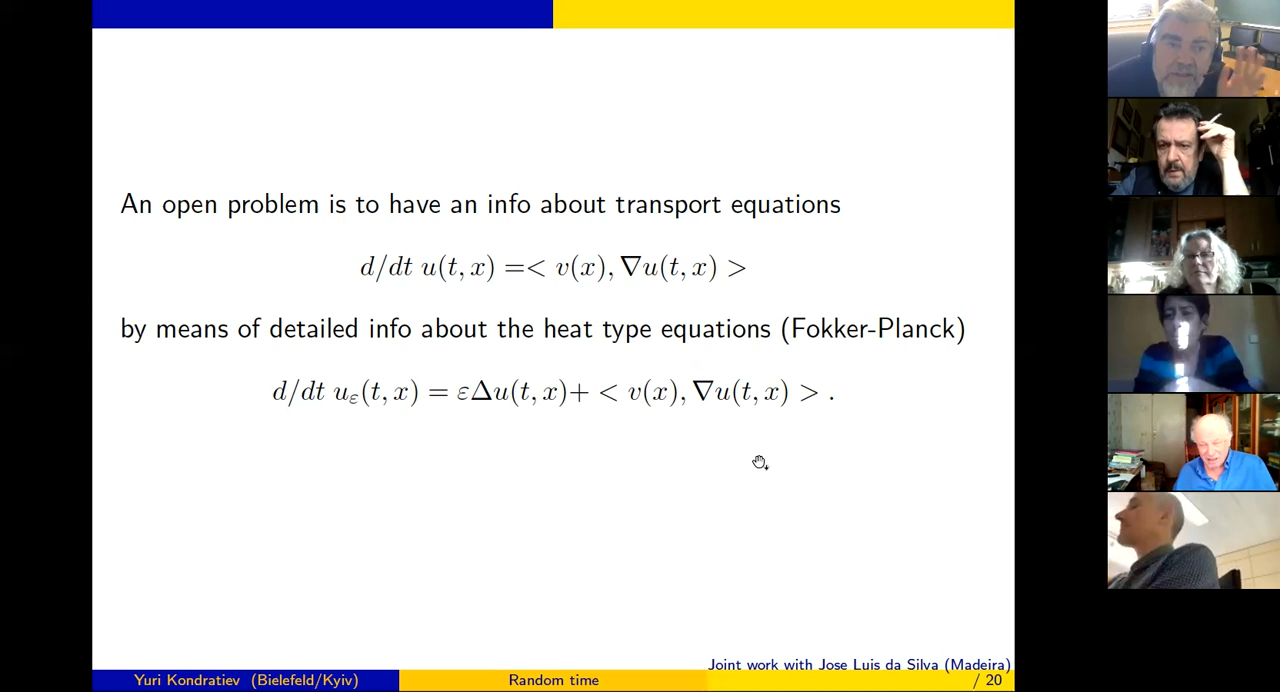 An open problem is to have an info about transport equations
d/dt u(t, x) =< v(x), ∇u(t, x) >
by means of detailed info about the heat type equations (Fokker-Planck)
d/dt uε(t, x) = εΔu(t, x)+ < v(x), ∇u(t, x) > .
Joint work with Jose Luis da Silva (Madeira)
Yuri Kondratiev (Bielefeld/Kyiv) Random time / 20